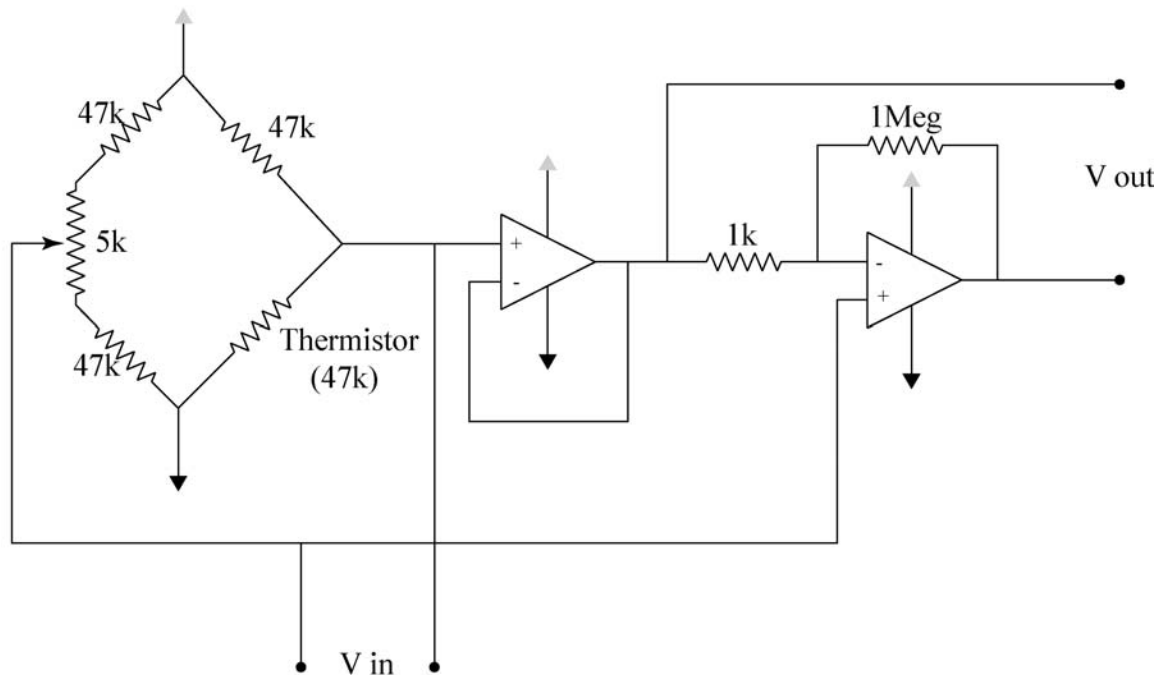 47k
47k
5k
47k
Thermistor
(47k)
+
-
1k
1Meg
-
+
V out
V in